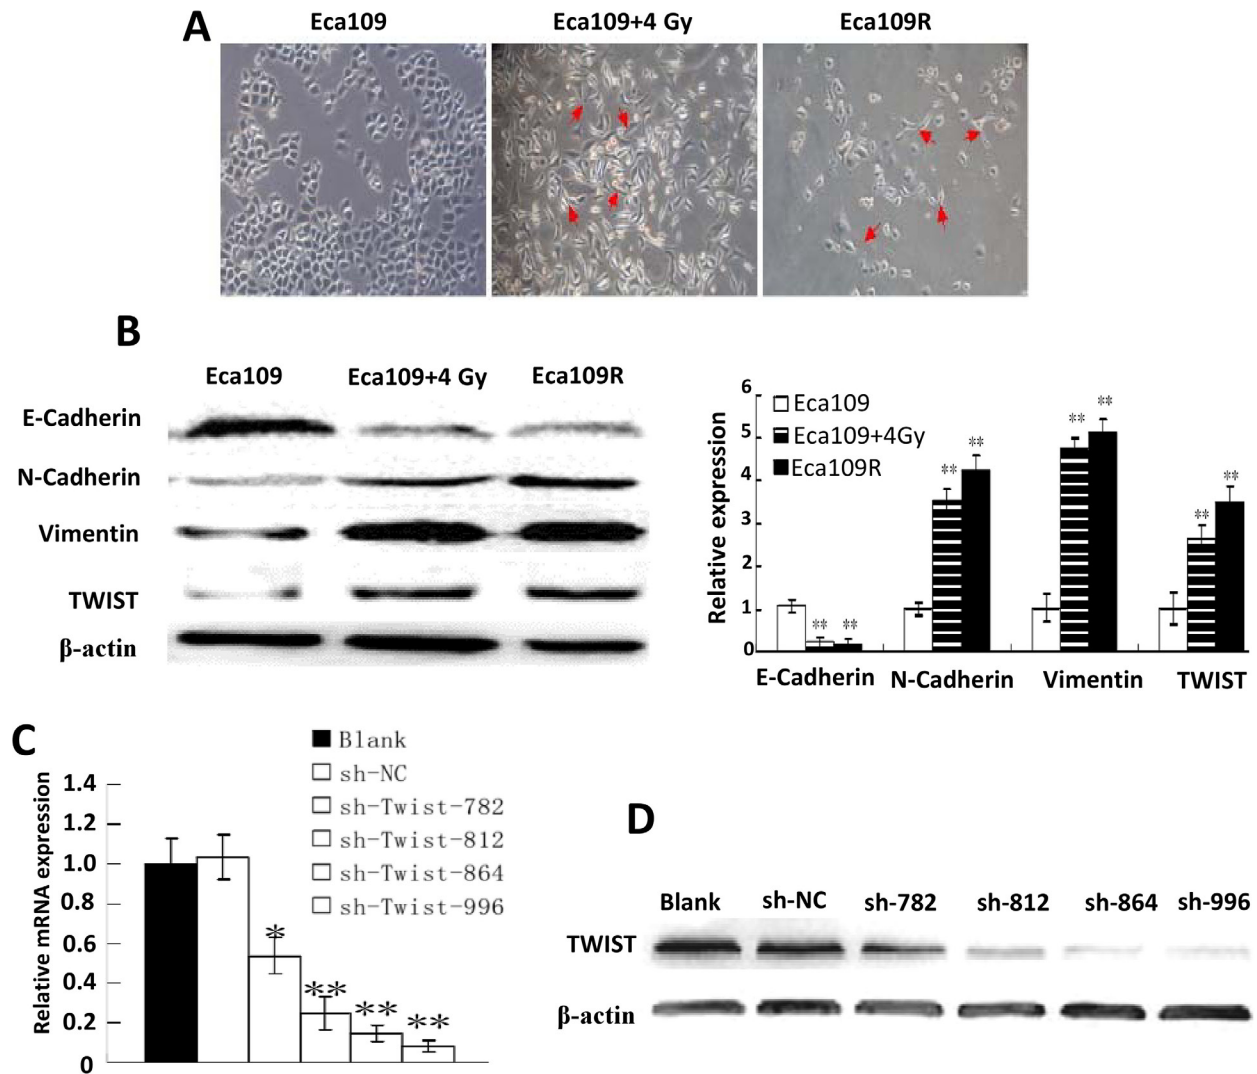 A
Eca109
Eca109+4 Gy
Eca109R
B
Eca109
Eca109+4 Gy
Eca109R
E-Cadherin
N-Cadherin
Vimentin
TWIST
β-actin
Relative expression
6
5
4
3
2
1
0
Eca109
Eca109+4Gy
Eca109R
**
**
**
**
**
**
**
**
E-Cadherin
N-Cadherin
Vimentin
TWIST
C
Relative mRNA expression
1.4
1.2
1.0
0.8
0.6
0.4
0.2
0
Blank
sh-NC
sh-Twist-782
sh-Twist-812
sh-Twist-864
sh-Twist-996
*
**
**
**
D
Blank
sh-NC
sh-782
sh-812
sh-864
sh-996
TWIST
β-actin